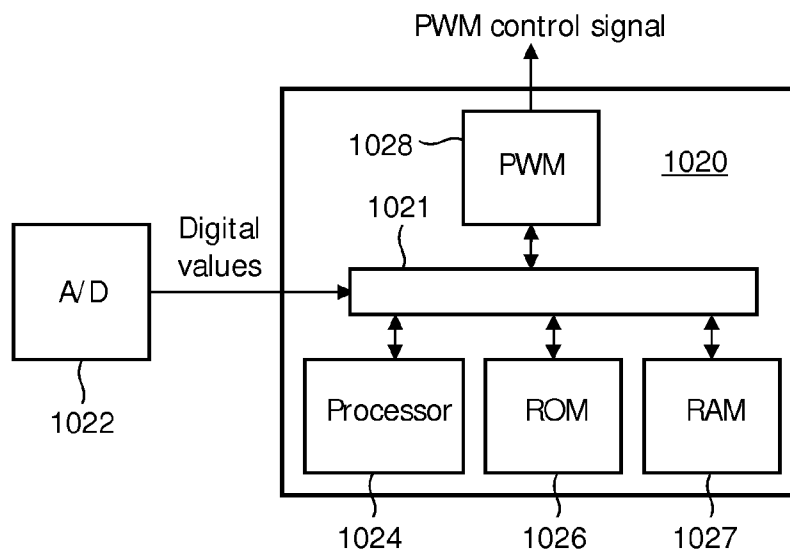 PWM control signal
1028
PWM
1020
1021
Digital
values
A/D
1022
Processor
ROM
RAM
1024
1026
1027